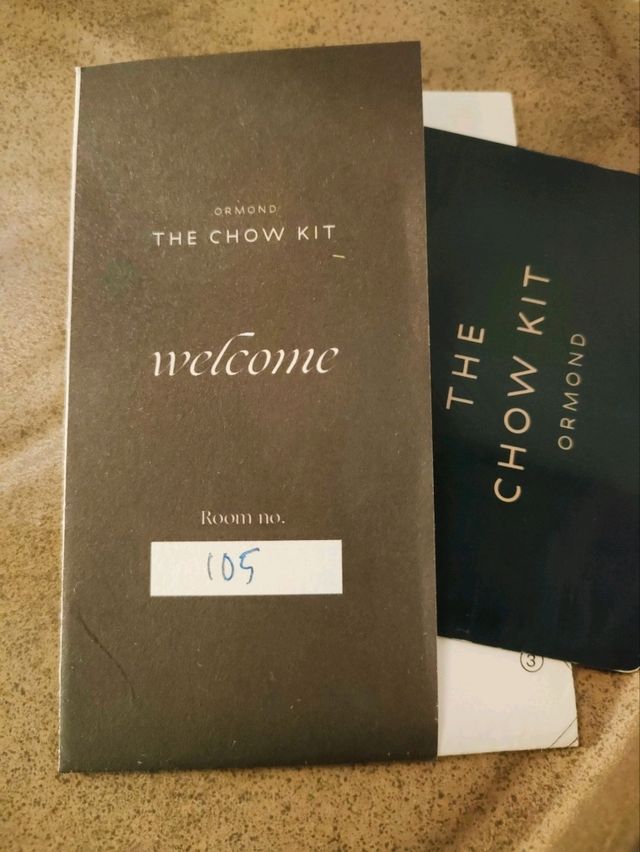 ORMOND
THE CHOW KIT
welcome
Room no.
105
THE
CHOW KIT
ORMOND
3